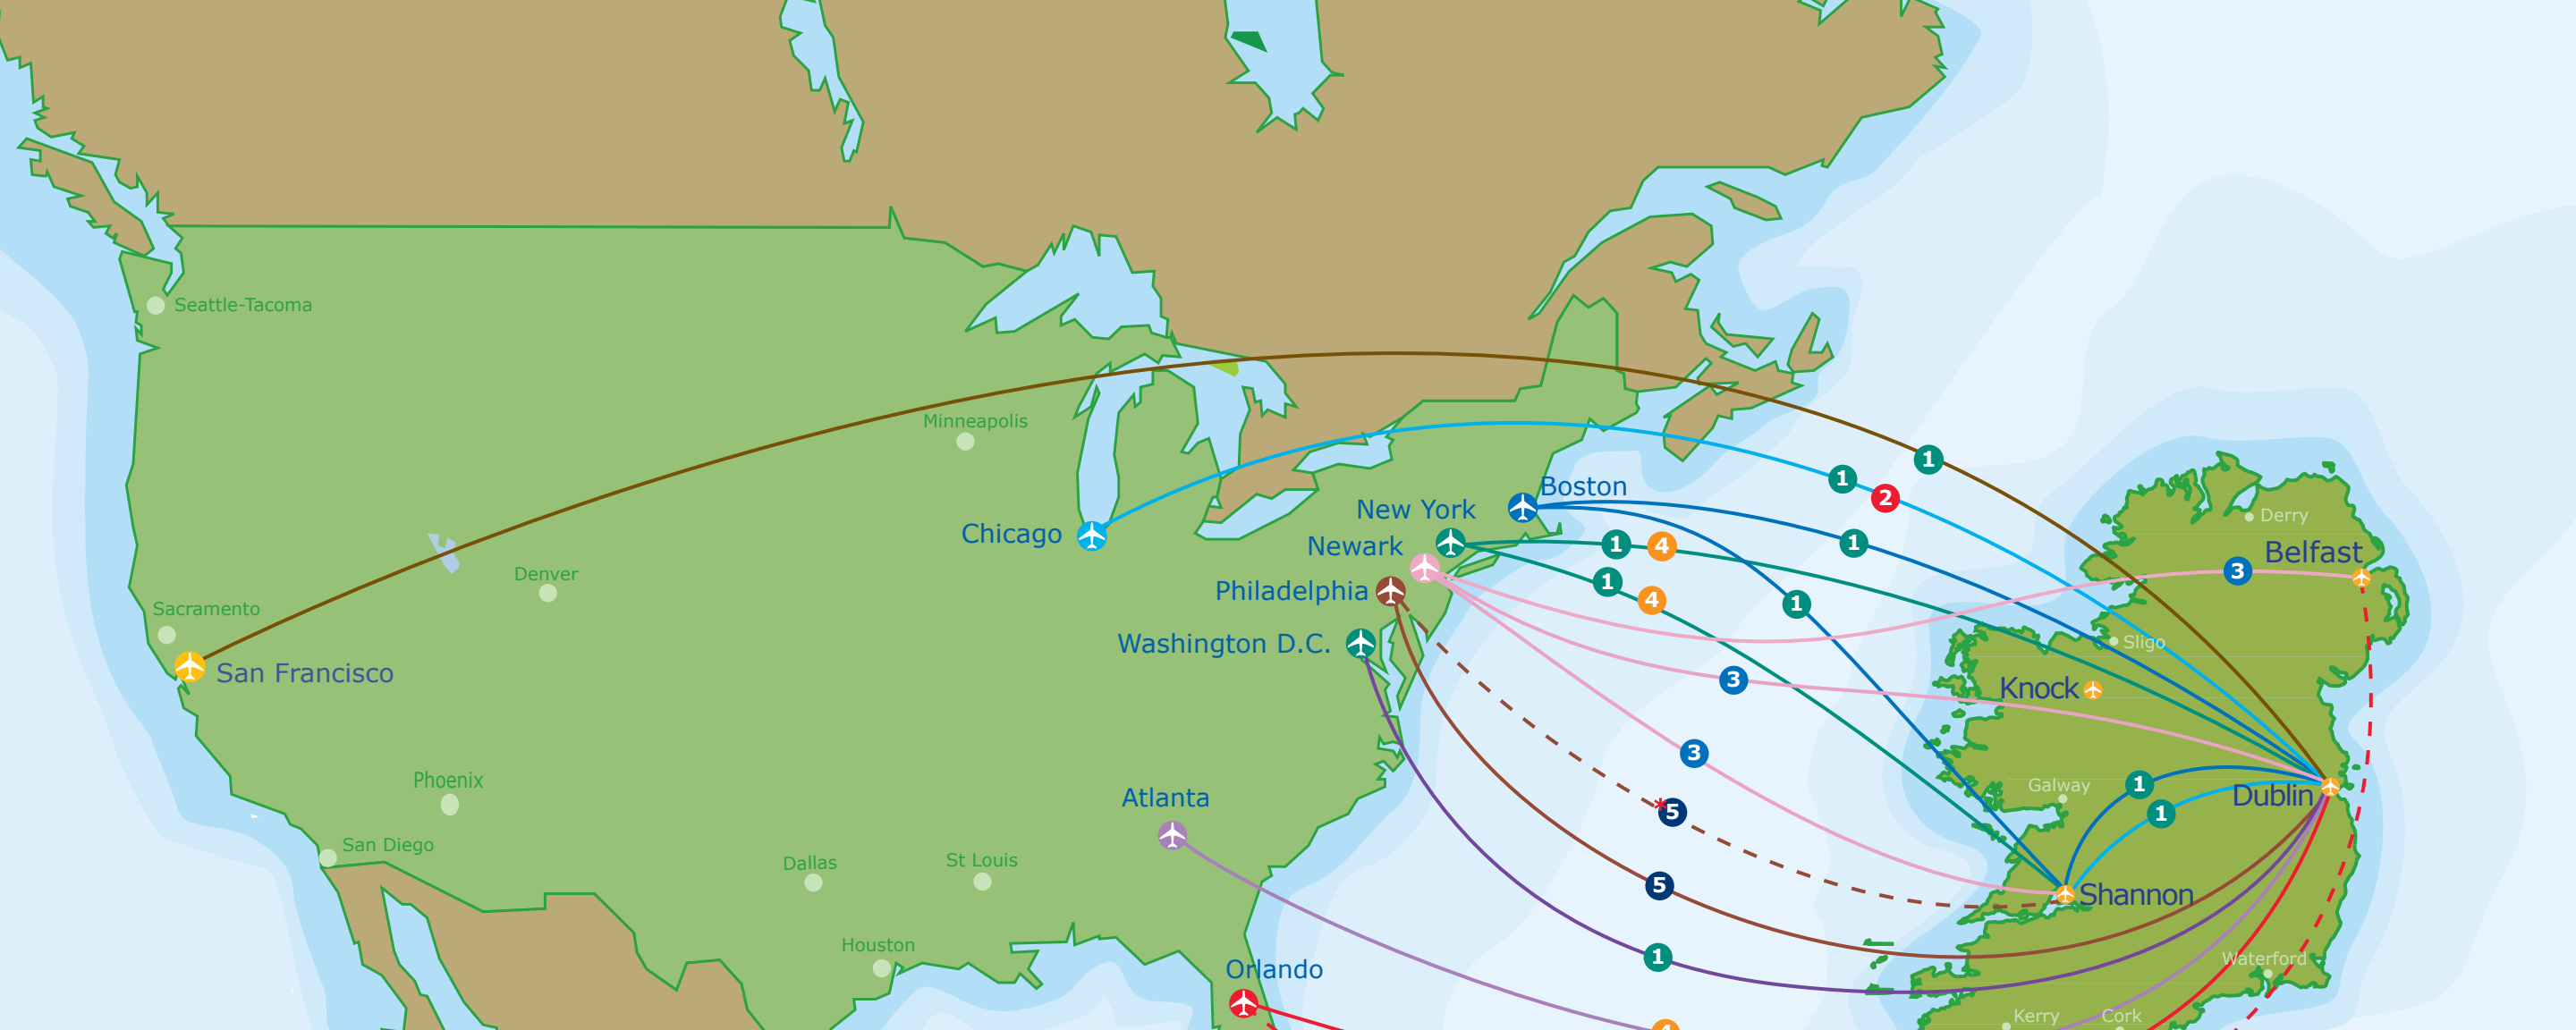 Seattle-Tacoma
Minneapolis
1
1
2
Boston
New York
Derry
Chicago
Newark
1
4
1
Belfast
3
Denver
Philadelphia
1
4
1
Sacramento
Washington D.C.
Sligo
San Francisco
3
Knock
3
Phoenix
Atlanta
*5
Galway
1
Dublin
1
San Diego
Dallas
St Louis
5
Shannon
Houston
1
Waterford
Orlando
Kerry
Cork
4